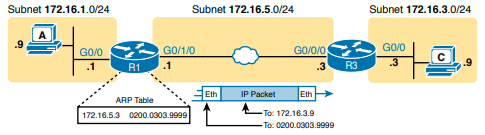 Subnet 172.16.1.0/24
Subnet 172.16.5.0/24
Subnet 172.16.3.0/24
A
.9
G0/0
.1
R1
G0/1/0
.1
G0/0/0
.3
R3
G0/0
.3
C
.9
ARP Table
172.16.5.3 0200.0303.9999
Eth IP Packet Eth
To: 172.16.3.9
To: 0200.0303.9999